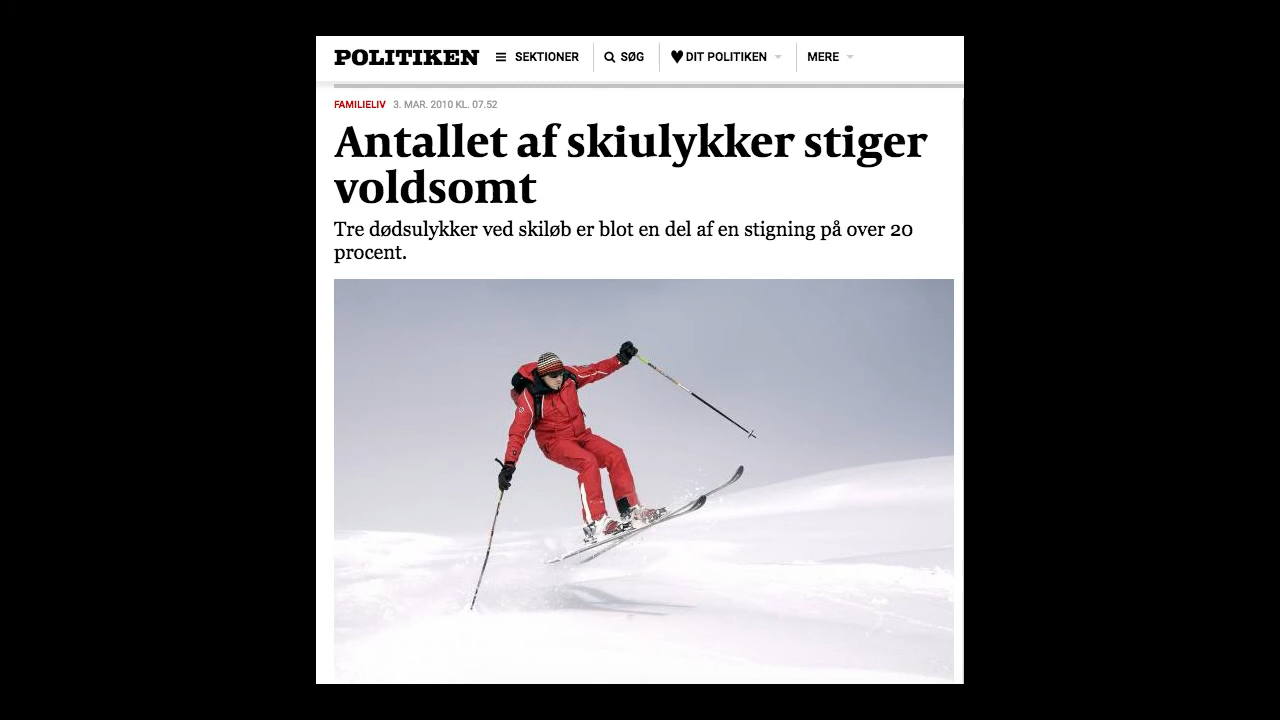 POLITIKEN SEKTIONER SØG DIT POLITIKEN MERE
FAMILIELIV 3. MAR. 2010 KL. 07.52
Antallet af skiulykker stiger
voldsomt
Tre dødsulykker ved skiløb er blot en del af en stigning på over 20
procent.